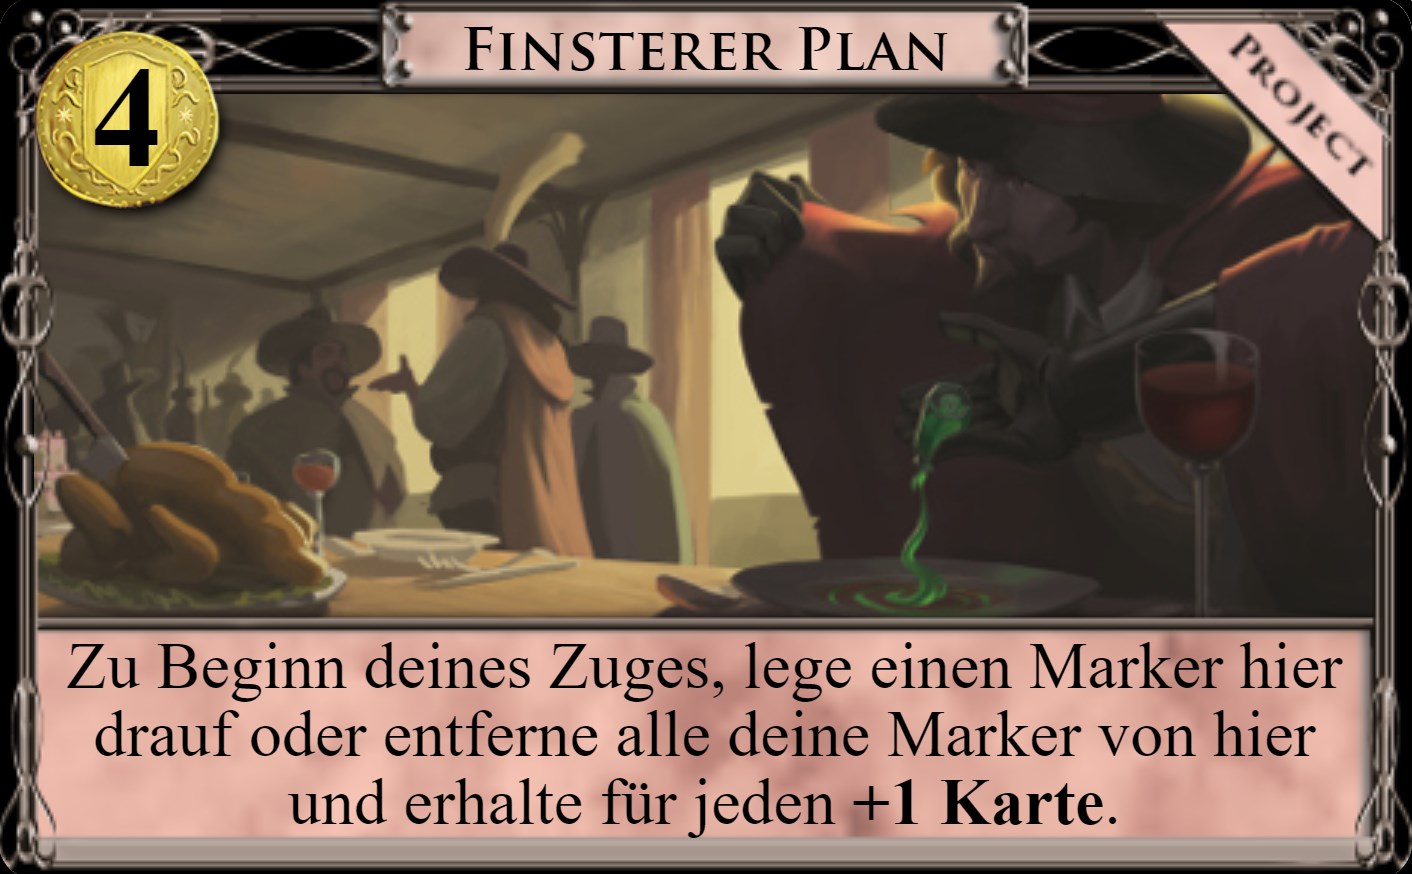 FINSTERER PLAN
PROJECT
4
Zu Beginn deines Zuges, lege einen Marker hier
drauf oder entferne alle deine Marker von hier
und erhalte für jeden +1 Karte.